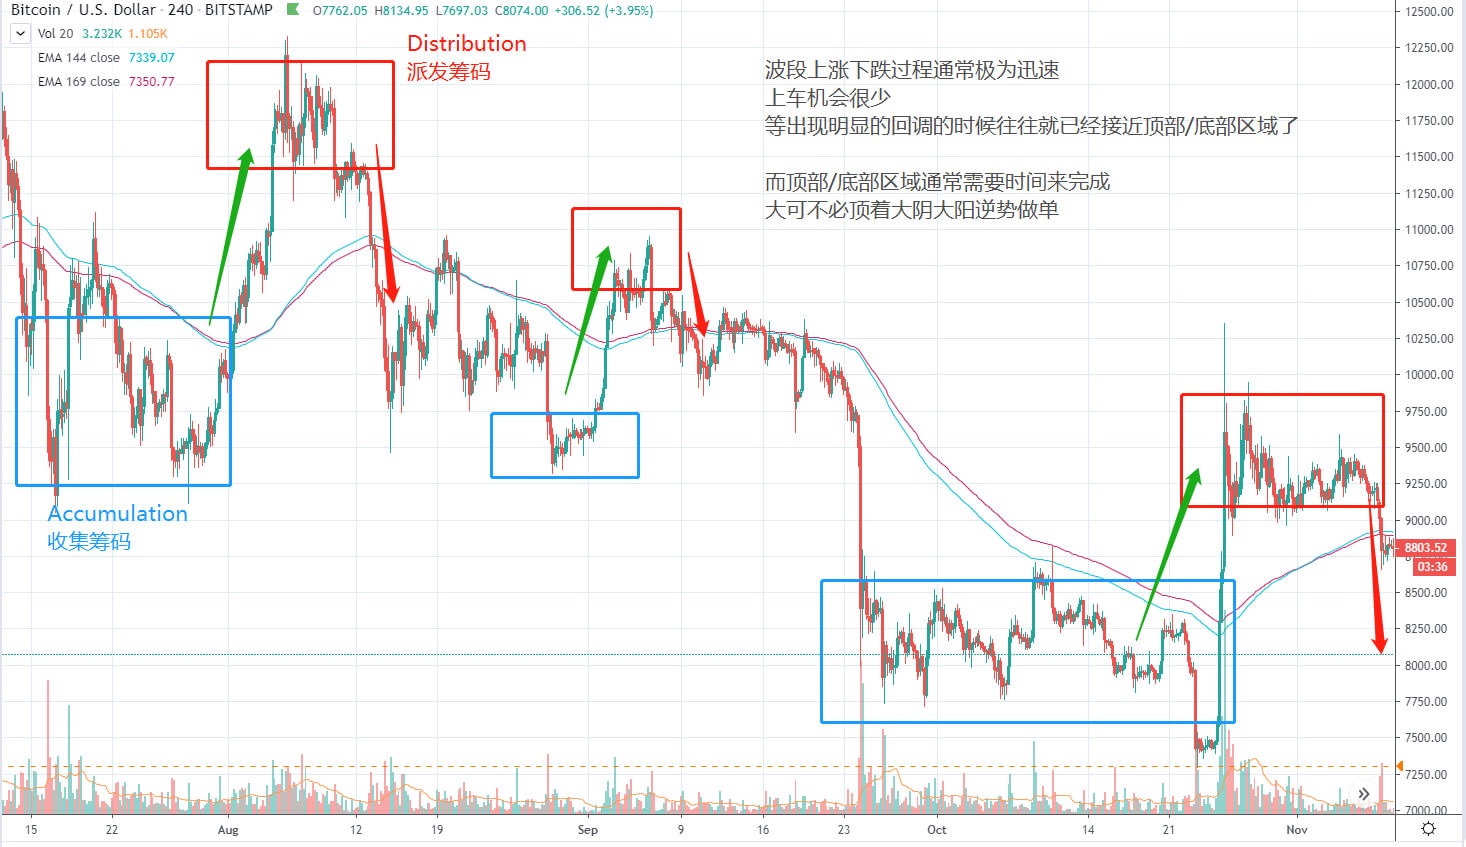 Bitcoin / U.S. Dollar · 240 · BITSTAMP O7762.05 H8134.95 L7697.03 C8074.00 +306.52 (+3.95%)
Vol 20 3.232K 1.105K
EMA 144 close 7339.07
EMA 169 close 7350.77
Distribution
派发筹码
波段上涨下跌过程通常极为迅速
上车机会很少
等出现明显的回调的时候往往就已经接近顶部/底部区域了
而顶部/底部区域通常需要时间来完成
大可不必顶着大阴大阳逆势做单
Accumulation
收集筹码
12500.00
12250.00
12000.00
11750.00
11500.00
11250.00
11000.00
10750.00
10500.00
10250.00
10000.00
9750.00
9500.00
9250.00
9000.00
8803.52
03:36
8500.00
8250.00
8000.00
7750.00
7500.00
7250.00
7000.00
15 22 Aug 12 19 Sep 9 16 23 Oct 14 21 Nov